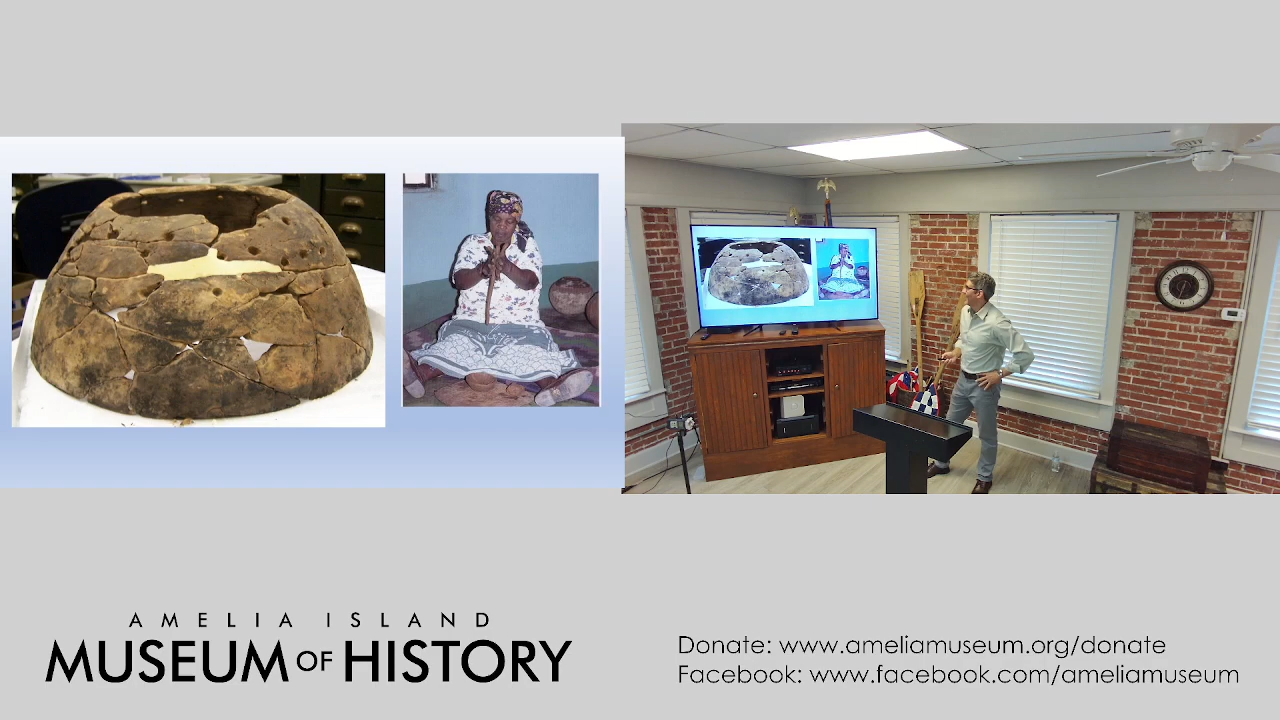 AMELIA ISLAND
MUSEUM OF HISTORY
Donate: www.ameliamuseum.org/donate
Facebook: www.facebook.com/ameliamuseum